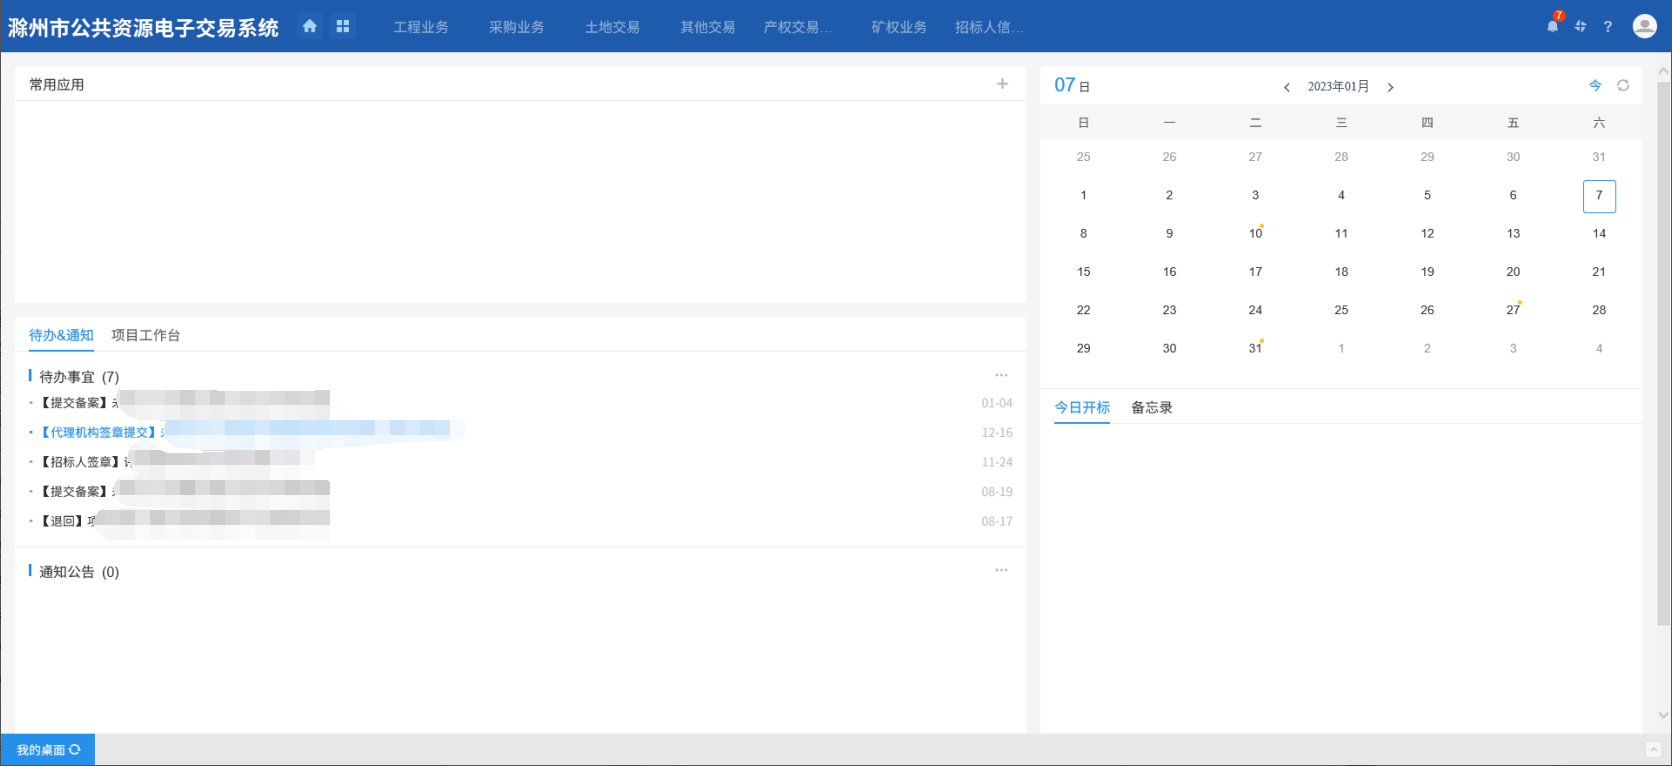 滁州市公共资源电子交易系统
工程业务 采购业务 土地交易 其他交易 产权交易... 矿权业务 招标人信...
7
?
常用应用
07 日
2023年01月
今
日 一 二 三 四 五 六
25 26 27 28 29 30 31
1 2 3 4 5 6 7
8 9 10 11 12 13 14
15 16 17 18 19 20 21
22 23 24 25 26 27 28
29 30 31 1 2 3 4
待办&通知 项目工作台
待办事宜 (7)
【提交备案】 01-04
【代理机构签章提交】 12-16
【招标人签章】 11-24
【提交备案】 08-19
【退回】项 08-17
通知公告 (0)
今日开标 备忘录
我的桌面